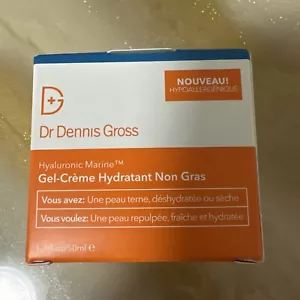 NOUVEAU!
HYPOALLERGÉNIQUE
Dr Dennis Gross
Hyaluronic Marine™
Gel-Crème Hydratant Non Gras
Vous avez: Une peau terne, déshydratée ou sèche
Vous voulez: Une peau repulpée, fraîche et hydratée
50ml e